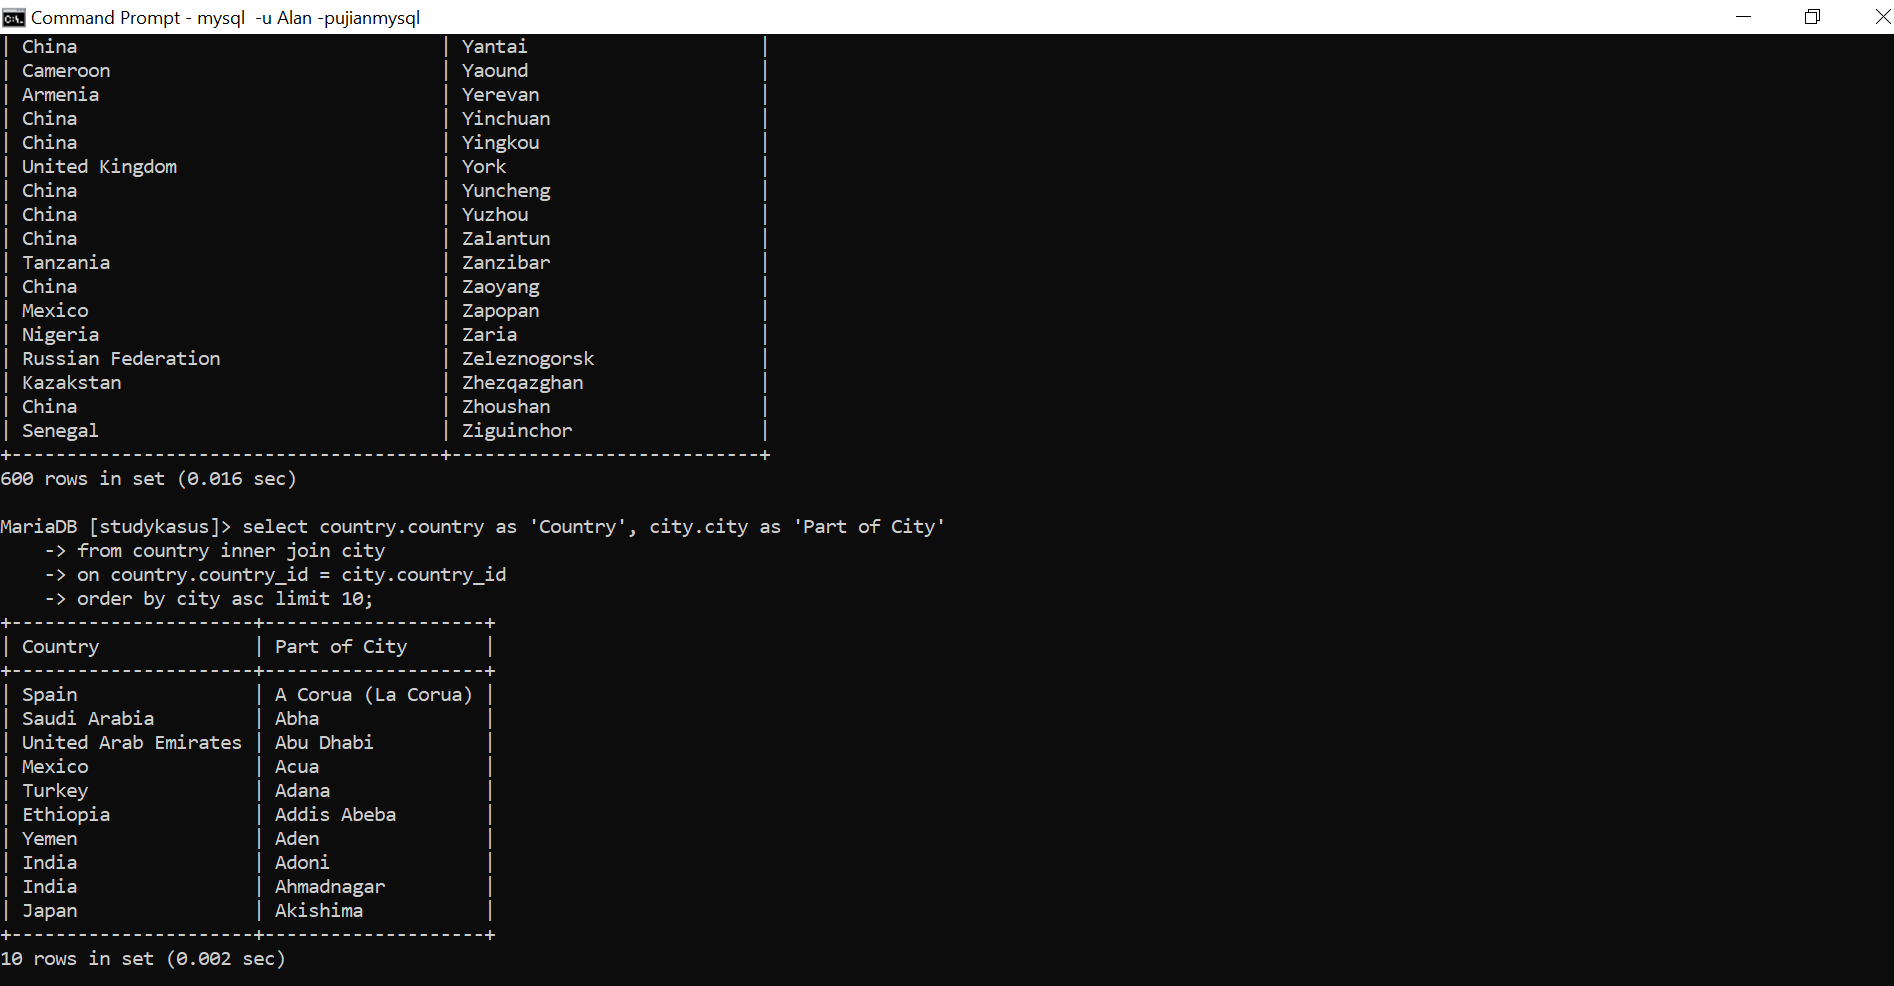 Command Prompt - mysql  -u Alan -pujianmysql
| China                                 | Yantai                     |
| Cameroon                              | Yaound                     |
| Armenia                               | Yerevan                    |
| China                                 | Yinchuan                   |
| China                                 | Yingkou                    |
| United Kingdom                        | York                       |
| China                                 | Yuncheng                   |
| China                                 | Yuzhou                     |
| China                                 | Zalantun                   |
| Tanzania                              | Zanzibar                   |
| China                                 | Zaoyang                    |
| Mexico                                | Zapopan                    |
| Nigeria                               | Zaria                      |
| Russian Federation                    | Zeleznogorsk               |
| Kazakstan                             | Zhezqazghan                |
| China                                 | Zhoushan                   |
| Senegal                               | Ziguinchor                 |
+---------------------------------------+----------------------------+
600 rows in set (0.016 sec)
MariaDB [studykasus]> select country.country as 'Country', city.city as 'Part of City'
    -> from country inner join city
    -> on country.country_id = city.country_id
    -> order by city asc limit 10;
+----------------------+--------------------+
| Country              | Part of City       |
+----------------------+--------------------+
| Spain                | A Corua (La Corua) |
| Saudi Arabia         | Abha               |
| United Arab Emirates | Abu Dhabi          |
| Mexico               | Acua               |
| Turkey               | Adana              |
| Ethiopia             | Addis Abeba        |
| Yemen                | Aden               |
| India                | Adoni              |
| India                | Ahmadnagar         |
| Japan                | Akishima           |
+----------------------+--------------------+
10 rows in set (0.002 sec)